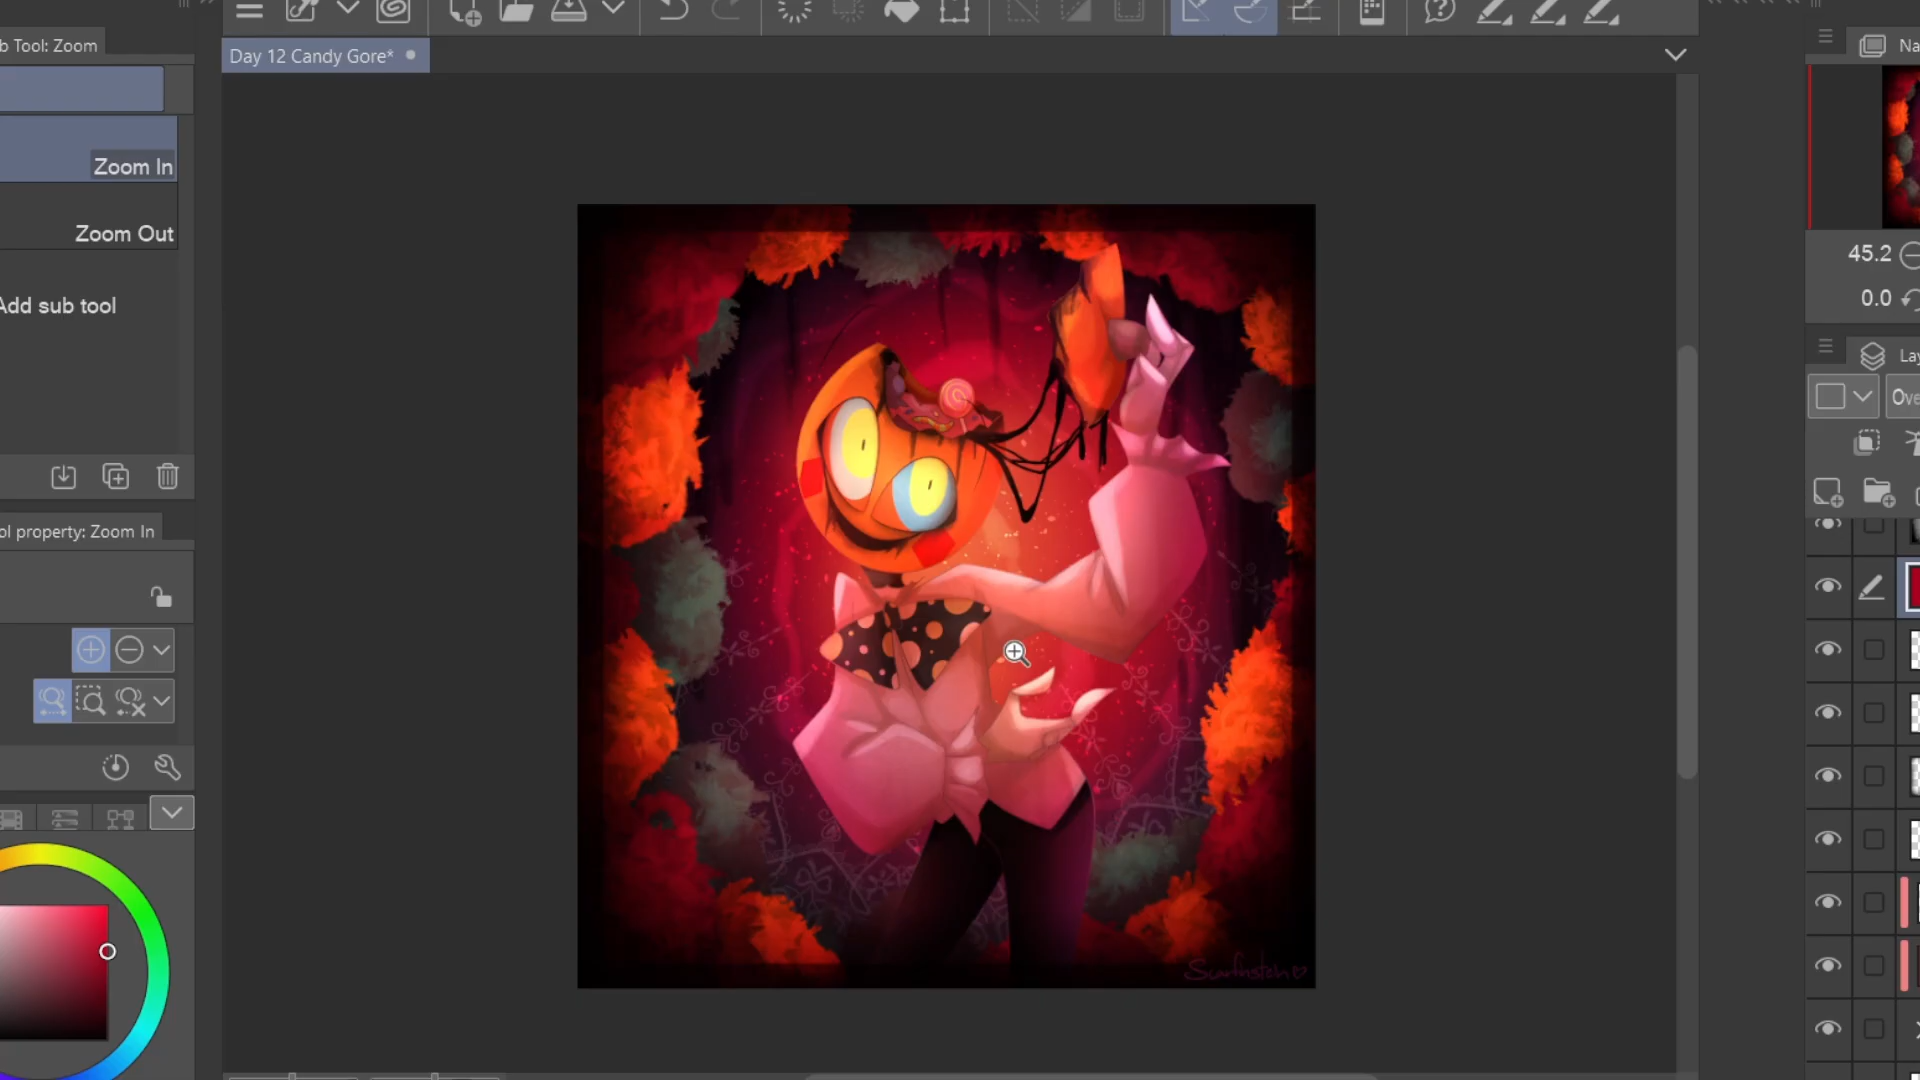 b Tool: Zoom
Day 12 Candy Gore*
Zoom In
Zoom Out
Add sub tool
ol property: Zoom In
Na
45.2
0.0
Lay
Ove